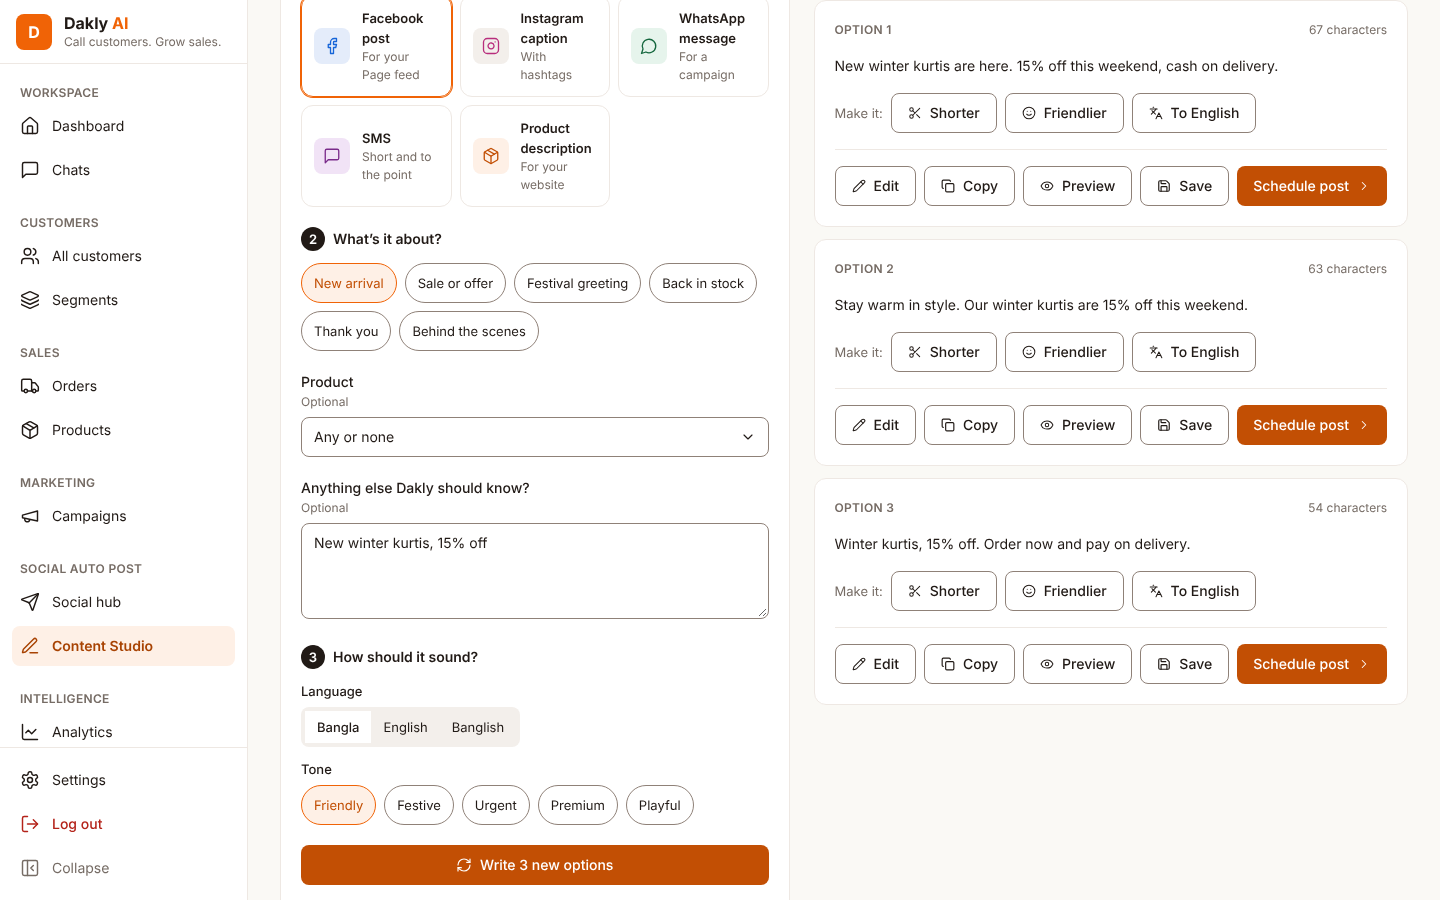 D
Dakly AI
Call customers. Grow sales.
WORKSPACE
Dashboard
Chats
CUSTOMERS
All customers
Segments
SALES
Orders
Products
MARKETING
Campaigns
SOCIAL AUTO POST
Social hub
Content Studio
INTELLIGENCE
Analytics
Settings
Log out
Collapse
Facebook
post
For your
Page feed
Instagram
caption
With
hashtags
WhatsApp
message
For a
campaign
SMS
Short and to
the point
Product
description
For your
website
2 What’s it about?
New arrival
Sale or offer
Festival greeting
Back in stock
Thank you
Behind the scenes
Product
Optional
Any or none
Anything else Dakly should know?
Optional
New winter kurtis, 15% off
3 How should it sound?
Language
Bangla
English
Banglish
Tone
Friendly
Festive
Urgent
Premium
Playful
Write 3 new options
OPTION 1
67 characters
New winter kurtis are here. 15% off this weekend, cash on delivery.
Make it:
Shorter
Friendlier
To English
Edit
Copy
Preview
Save
Schedule post
OPTION 2
63 characters
Stay warm in style. Our winter kurtis are 15% off this weekend.
Make it:
Shorter
Friendlier
To English
Edit
Copy
Preview
Save
Schedule post
OPTION 3
54 characters
Winter kurtis, 15% off. Order now and pay on delivery.
Make it:
Shorter
Friendlier
To English
Edit
Copy
Preview
Save
Schedule post